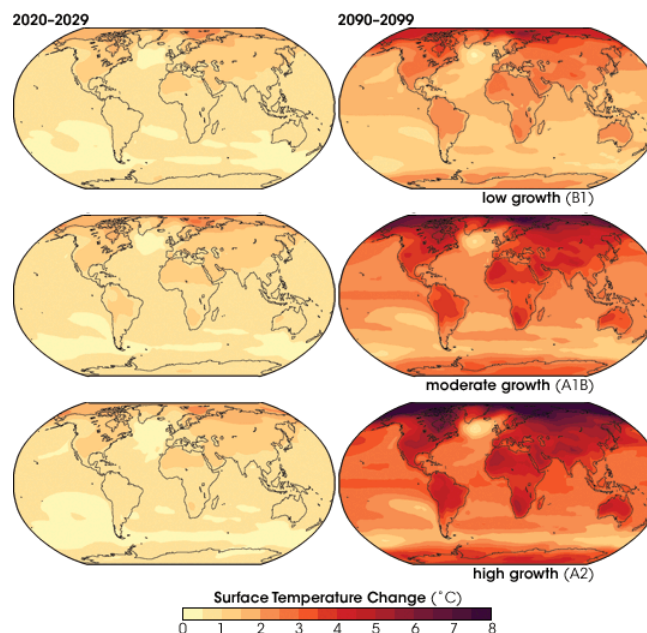 2020–2029 2090–2099
low growth (B1)
moderate growth (A1B)
high growth (A2)
Surface Temperature Change (˚C)
0 1 2 3 4 5 6 7 8